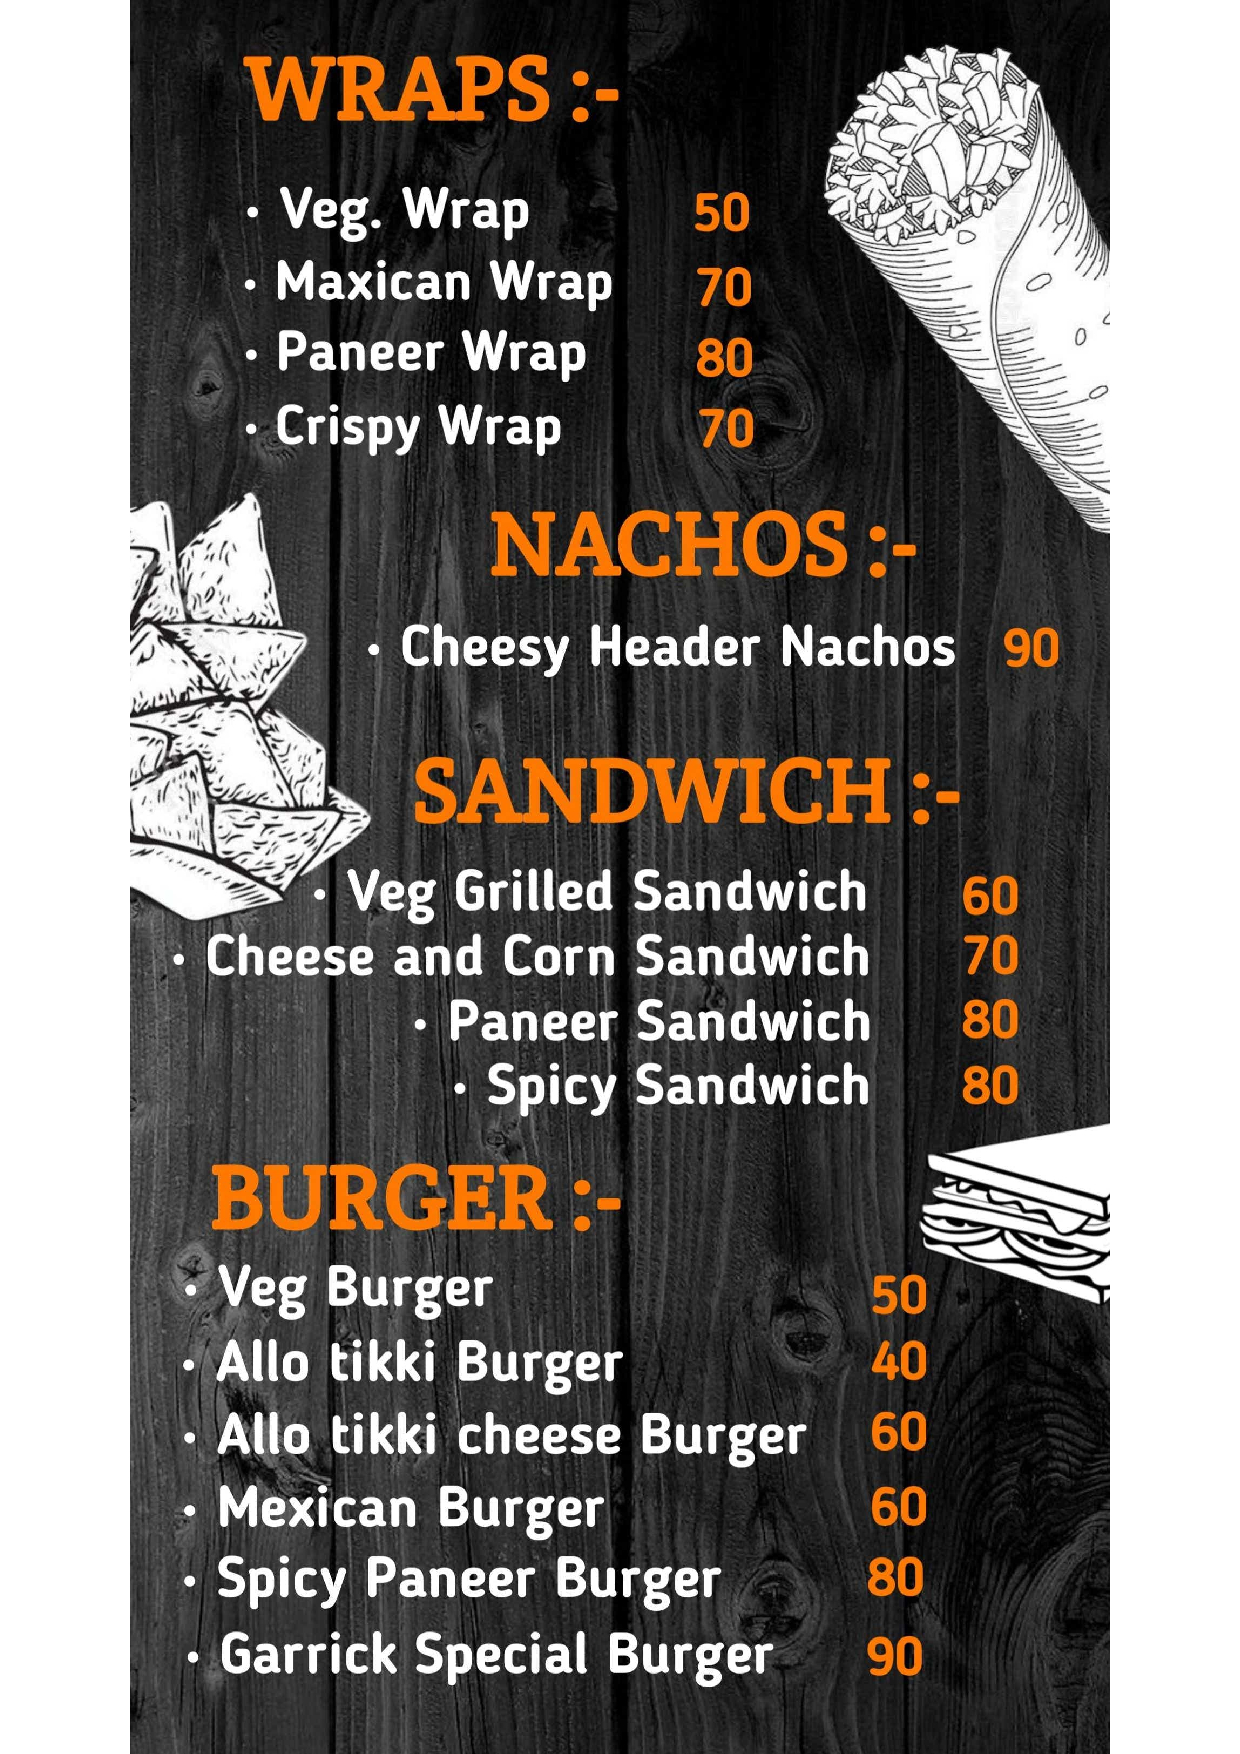 WRAPS :-
• Veg. Wrap 50
• Maxican Wrap 70
• Paneer Wrap 80
• Crispy Wrap 70
NACHOS :-
• Cheesy Header Nachos 90
SANDWICH :-
• Veg Grilled Sandwich 60
• Cheese and Corn Sandwich 70
• Paneer Sandwich 80
• Spicy Sandwich 80
BURGER :-
• Veg Burger 50
• Allo tikki Burger 40
• Allo tikki cheese Burger 60
• Mexican Burger 60
• Spicy Paneer Burger 80
• Garrick Special Burger 90